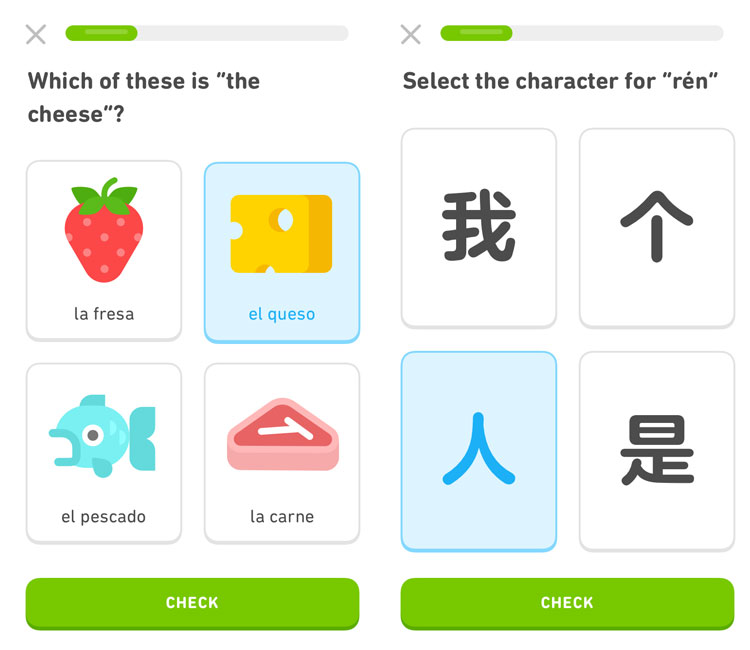 Which of these is “the
cheese”?
la fresa
el queso
el pescado
la carne
CHECK
Select the character for “rén”
我
个
人
是
CHECK